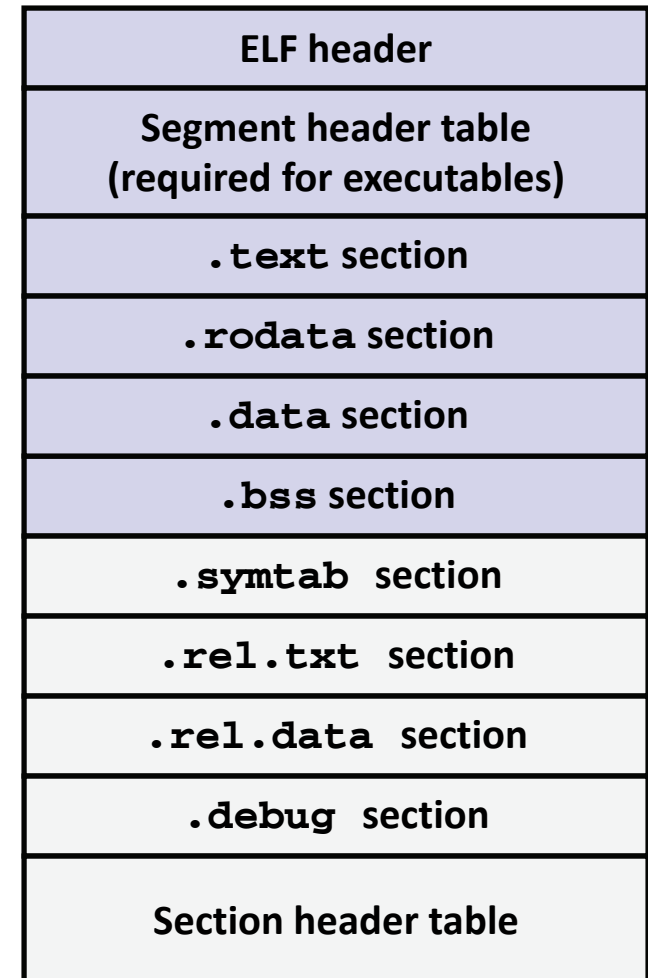 ELF header
Segment header table
(required for executables)
.text section
.rodata section
.data section
.bss section
.symtab section
.rel.txt section
.rel.data section
.debug section
Section header table